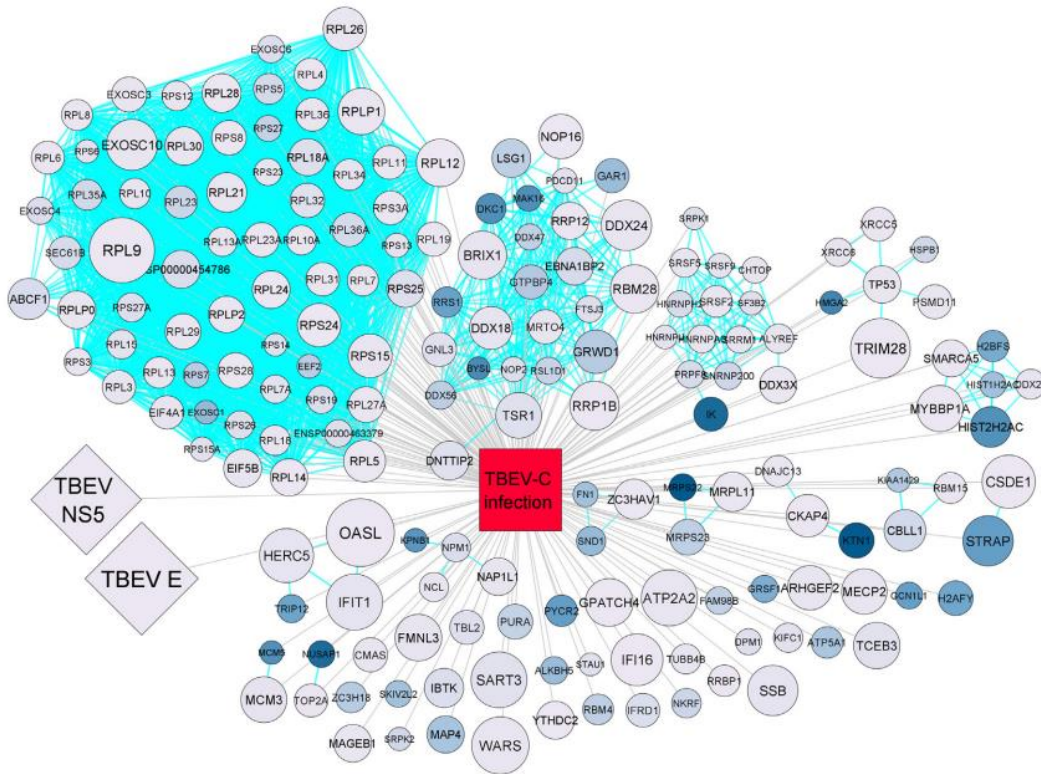 RPL26
EXOSC6
RPL4
EXOSC3
RPS12
RPL28
RPS5
RPLP1
RPL8
RPL36
RPS27
EXOSC10
RPL30
RPS8
RPL6
RPS6
RPL18A
RPL11
RPL12
RPS23
RPL34
RPL35A
RPL10
RPL23
RPL21
RPL32
RPS3A
EXOSC4
RPL9
RPL13A
RPL23A
RPL10A
RPL36A
RPS13
RPL19
SEC61B
SP00000454786
RPL31
RPL7
RPS25
ABCF1
RPLP0
RPS27A
RPL24
RPLP2
RPS24
RPL29
RPL15
RPS14
RPS15
RPS3
RPL3
RPL13
RPS7
RPS28
EEF2
RPL7A
RPS19
RPL27A
EIF4A1
EXOSC1
RPS26
RPL18
ENSP00000463379
RPS15A
EIF5B
RPL14
RPL5
NOP16
LSG1
PDCD11
GAR1
DKC1
MAK16
RRP12
DDX24
DDX47
BRIX1
EBNA1BP2
GTPBP4
RBM28
RRS1
FTSJ3
DDX18
MRTO4
GNL3
GRWD1
BYSL
NOP2
RSL1D1
DDX56
RRP1B
TSR1
DNTTIP2
SRPK1
SRSF5
SRSF9
CHTOP
HNRNPH
SRSF2
SF3B2
HNRNPH
HNRNPA3
SRRM1
ALYREF
PRPF8
SNRNP200
DDX3X
IK
XRCC5
XRCC6
HSPB1
TP53
HMGA2
PSMD11
TRIM28
SMARCA5
H2BFS
HIST1H2AC
DDX2
MYBBP1A
HIST2H2AC
TBEV-C
infection
TBEV
NS5
TBEV E
FN1
ZC3HAV1
SND1
MRPS22
MRPL11
MRPS23
DNAJC13
CKAP4
KTN1
KIAA1429
RBM15
CBLL1
CSDE1
STRAP
OASL
HERC5
IFIT1
TRIP12
KPNB1
NPM1
NCL
NAP1L1
MCM5
NUSAP1
MCM3
TOP2A
CMAS
FMNL3
TBL2
PURA
PYCR2
GPATCH4
ATP2A2
FAM98B
GRSF1
ARHGEF2
MECP2
GCN1L1
H2AFY
ZC3H18
SKIV2L2
IBTK
SART3
ALKBH5
STAU1
IFI16
TUBB4B
RRBP1
DPM1
KIFC1
ATP5A1
TCEB3
SSB
MAGEB1
SRPK2
MAP4
WARS
YTHDC2
RBM4
IFRD1
NKRF